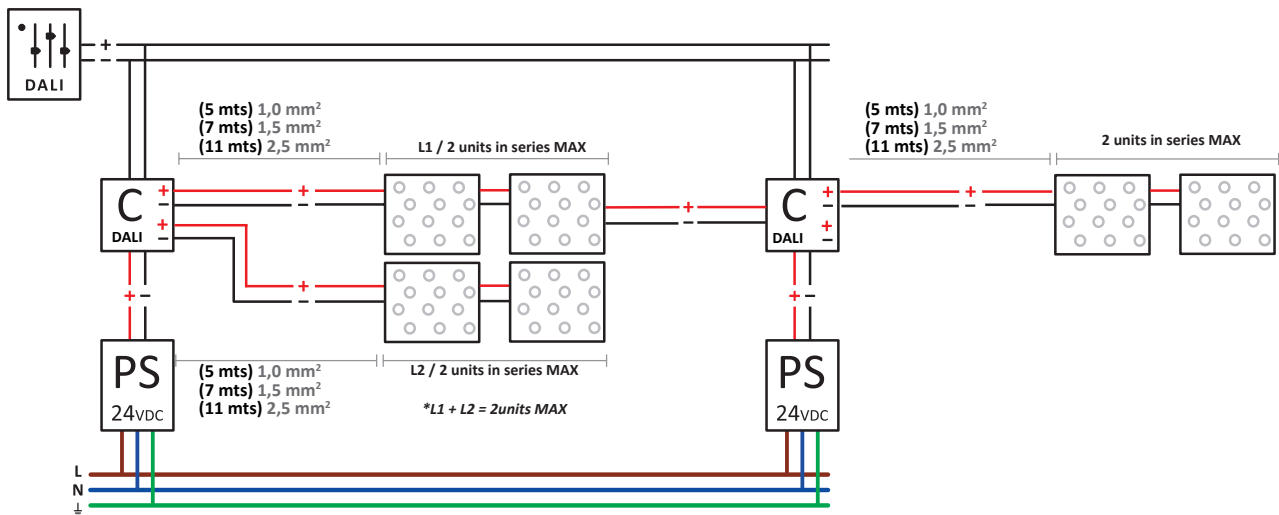 +
−
DALI
(5 mts) 1,0 mm²
(7 mts) 1,5 mm²
(11 mts) 2,5 mm²
L1 / 2 units in series MAX
(5 mts) 1,0 mm²
(7 mts) 1,5 mm²
(11 mts) 2,5 mm²
2 units in series MAX
C
DALI
+
−
+
−
+
−
+
−
+
−
C
DALI
+
−
+
−
+
−
+ −
+ −
PS
24VDC
(5 mts) 1,0 mm²
(7 mts) 1,5 mm²
(11 mts) 2,5 mm²
L2 / 2 units in series MAX
*L1 + L2 = 2units MAX
PS
24VDC
L
N
⏚